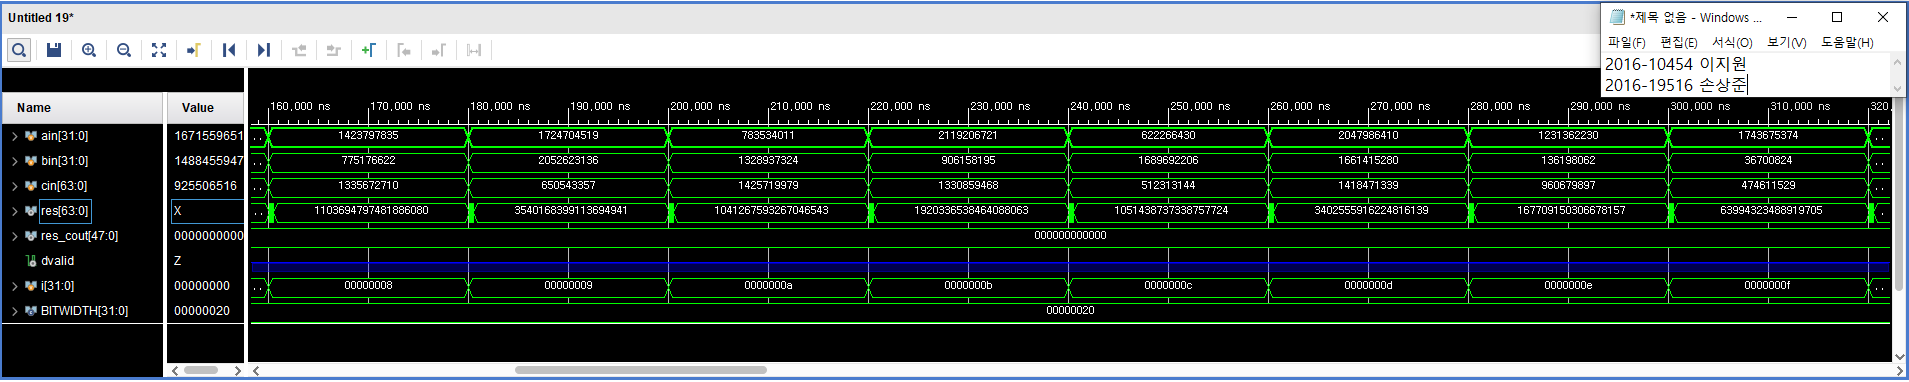 Untitled 19*
*제목 없음 - Windows ...
파일(F) 편집(E) 서식(O) 보기(V) 도움말(H)
2016-10454 이지원
2016-19516 손상준
Name Value
160,000 ns 170,000 ns 180,000 ns 190,000 ns 200,000 ns 210,000 ns 220,000 ns 230,000 ns 240,000 ns 250,000 ns 260,000 ns 270,000 ns 280,000 ns 290,000 ns 300,000 ns 310,000 ns 320,
ain[31:0] 1671559651 1423797835 1724704519 783534011 2119206721 622266430 2047986410 1231362230 1743675374 ..
bin[31:0] 1488455947 .. 775176622 2052623136 1328937324 906158195 1689692206 1661415280 136198062 36700824 ..
cin[63:0] 925506516 .. 1335672710 650543357 1425719979 1330859468 512313144 1418471339 960679897 474611529 ..
res[63:0] X .. 1103694797481886080 3540168399113694941 1041267593267046543 1920336538464088063 1051438737338757724 3402555916224816139 167709150306678157 63994323488919705 ..
res_cout[47:0] 0000000000 000000000000
dvalid Z
i[31:0] 00000000 .. 00000008 00000009 0000000a 0000000b 0000000c 0000000d 0000000e 0000000f ..
BITWIDTH[31:0] 00000020 00000020